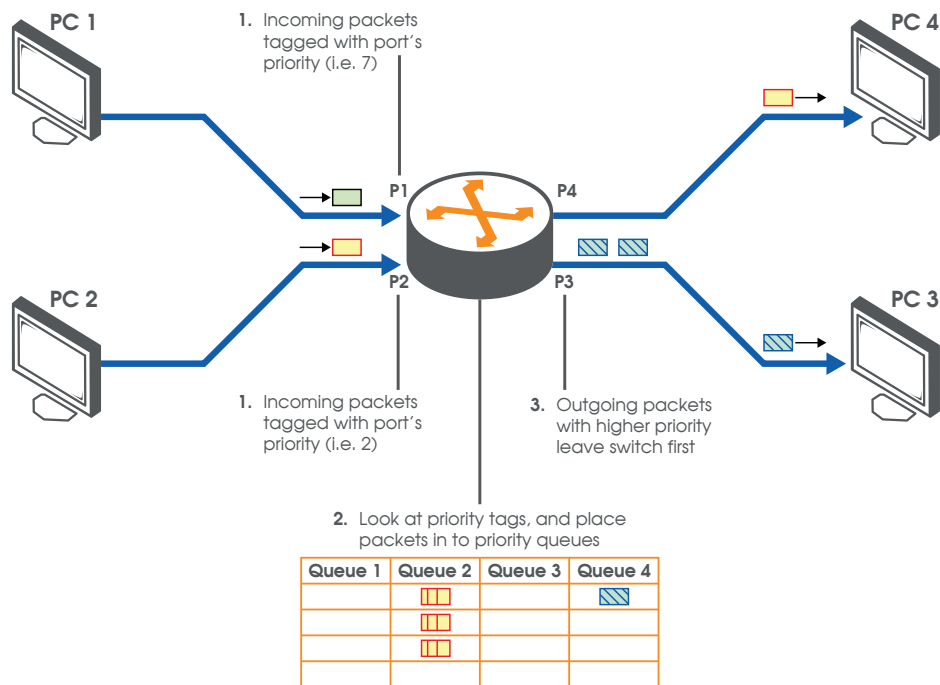 PC 1
1. Incoming packets
tagged with port's
priority (i.e. 7)
PC 4
P1
P4
P2
P3
PC 2
PC 3
1. Incoming packets
tagged with port's
priority (i.e. 2)
3. Outgoing packets
with higher priority
leave switch first
2. Look at priority tags, and place
packets in to priority queues
Queue 1 Queue 2 Queue 3 Queue 4